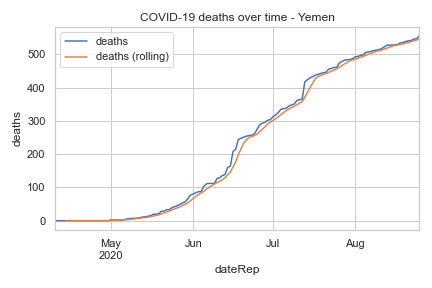 COVID-19 deaths over time - Yemen
deaths
deaths (rolling)
500
400
300
200
100
0
deaths
May
2020
Jun
Jul
Aug
dateRep